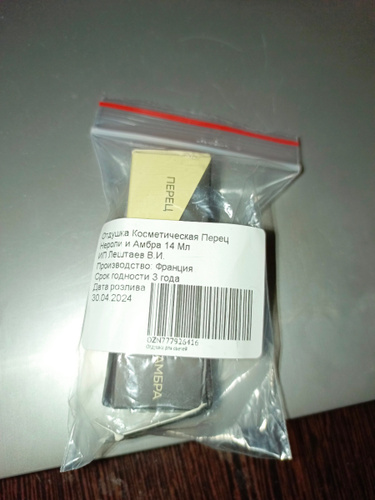 ПЕРЕЦ
Отдушка Косметическая Перец
Нероли и Амбра 14 Мл
ИП Лештаев В.И.
Производство: Франция
Срок годности 3 года
Дата розлива
30.04.2024
OZN777926416
АМБРА